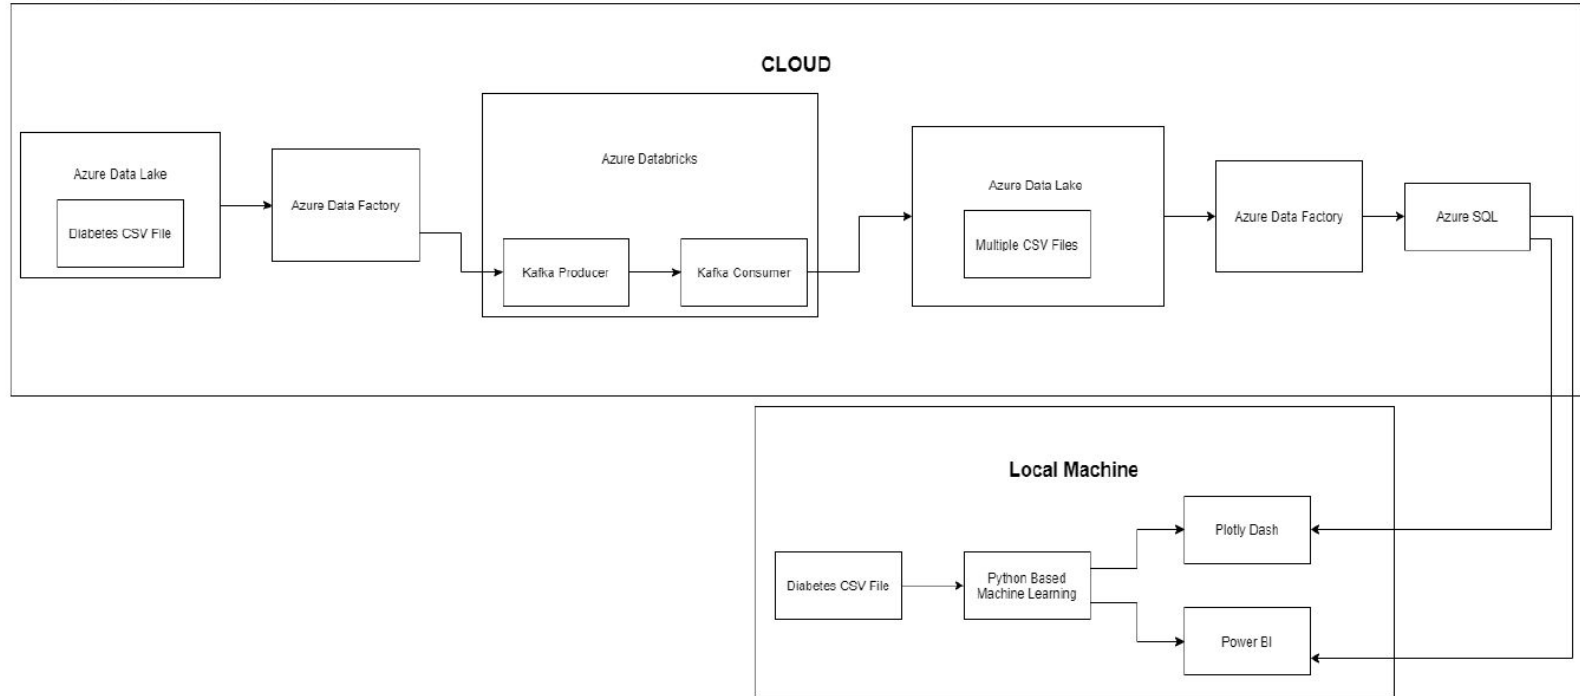 CLOUD
Azure Data Lake
Diabetes CSV File
Azure Data Factory
Azure Databricks
Kafka Producer
Kafka Consumer
Azure Data Lake
Multiple CSV Files
Azure Data Factory
Azure SQL
Local Machine
Diabetes CSV File
Python Based
Machine Learning
Plotly Dash
Power BI